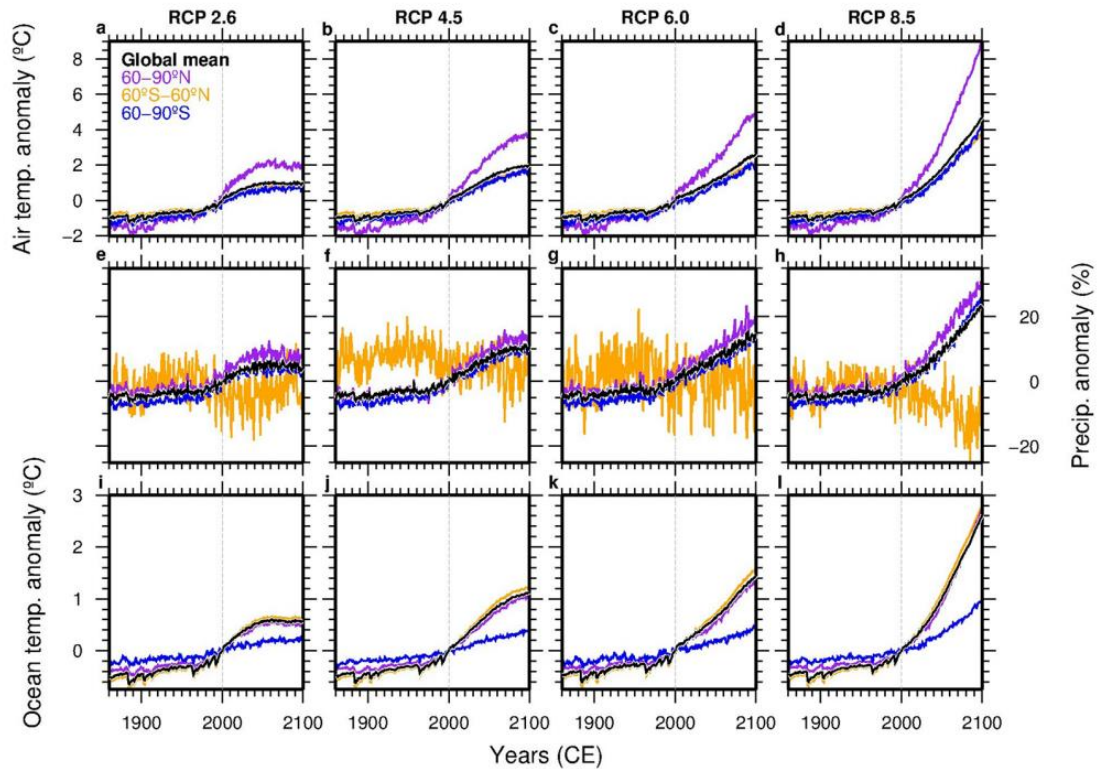 RCP 2.6 RCP 4.5 RCP 6.0 RCP 8.5
a b c d
Air temp. anomaly (ºC)
8
6
4
2
0
−2
Global mean
60−90ºN
60ºS−60ºN
60−90ºS
e f g h
Precip. anomaly (%)
20
0
−20
i j k l
Ocean temp. anomaly (ºC)
3
2
1
0
1900 2000 2100 1900 2000 2100 1900 2000 2100 1900 2000 2100
Years (CE)